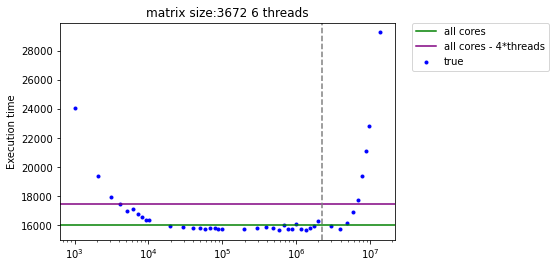 matrix size:3672 6 threads
all cores
all cores - 4*threads
true
Execution time
28000
26000
24000
22000
20000
18000
16000
10³ 10⁴ 10⁵ 10⁶ 10⁷